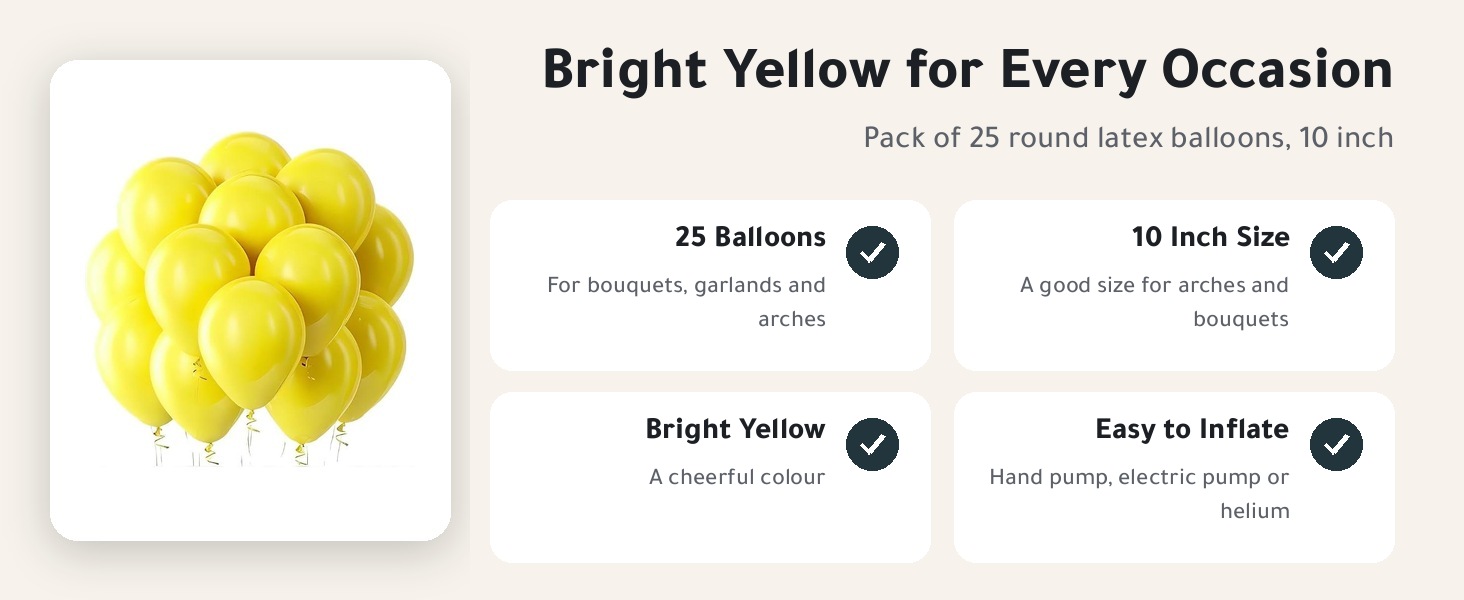 Bright Yellow for Every Occasion
Pack of 25 round latex balloons, 10 inch
25 Balloons
For bouquets, garlands and
arches
10 Inch Size
A good size for arches and
bouquets
Bright Yellow
A cheerful colour
Easy to Inflate
Hand pump, electric pump or
helium